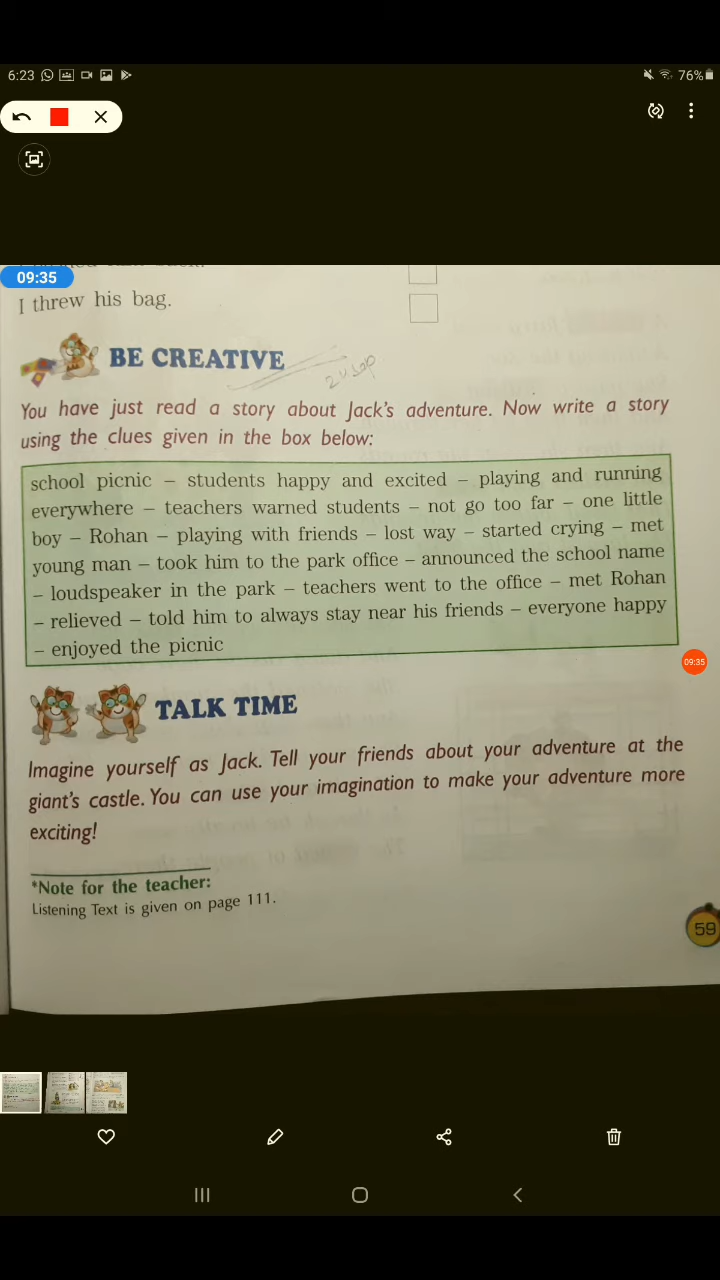 6:23
76%
09:35
I threw his bag.
BE CREATIVE
24 Sep
You have just read a story about Jack's adventure. Now write a story
using the clues given in the box below:
school picnic – students happy and excited – playing and running
everywhere – teachers warned students – not go too far – one little
boy – Rohan – playing with friends – lost way – started crying – met
young man – took him to the park office – announced the school name
– loudspeaker in the park – teachers went to the office – met Rohan
– relieved – told him to always stay near his friends – everyone happy
– enjoyed the picnic
09:35
TALK TIME
Imagine yourself as Jack. Tell your friends about your adventure at the
giant's castle. You can use your imagination to make your adventure more
exciting!
*Note for the teacher:
Listening Text is given on page 111.
59